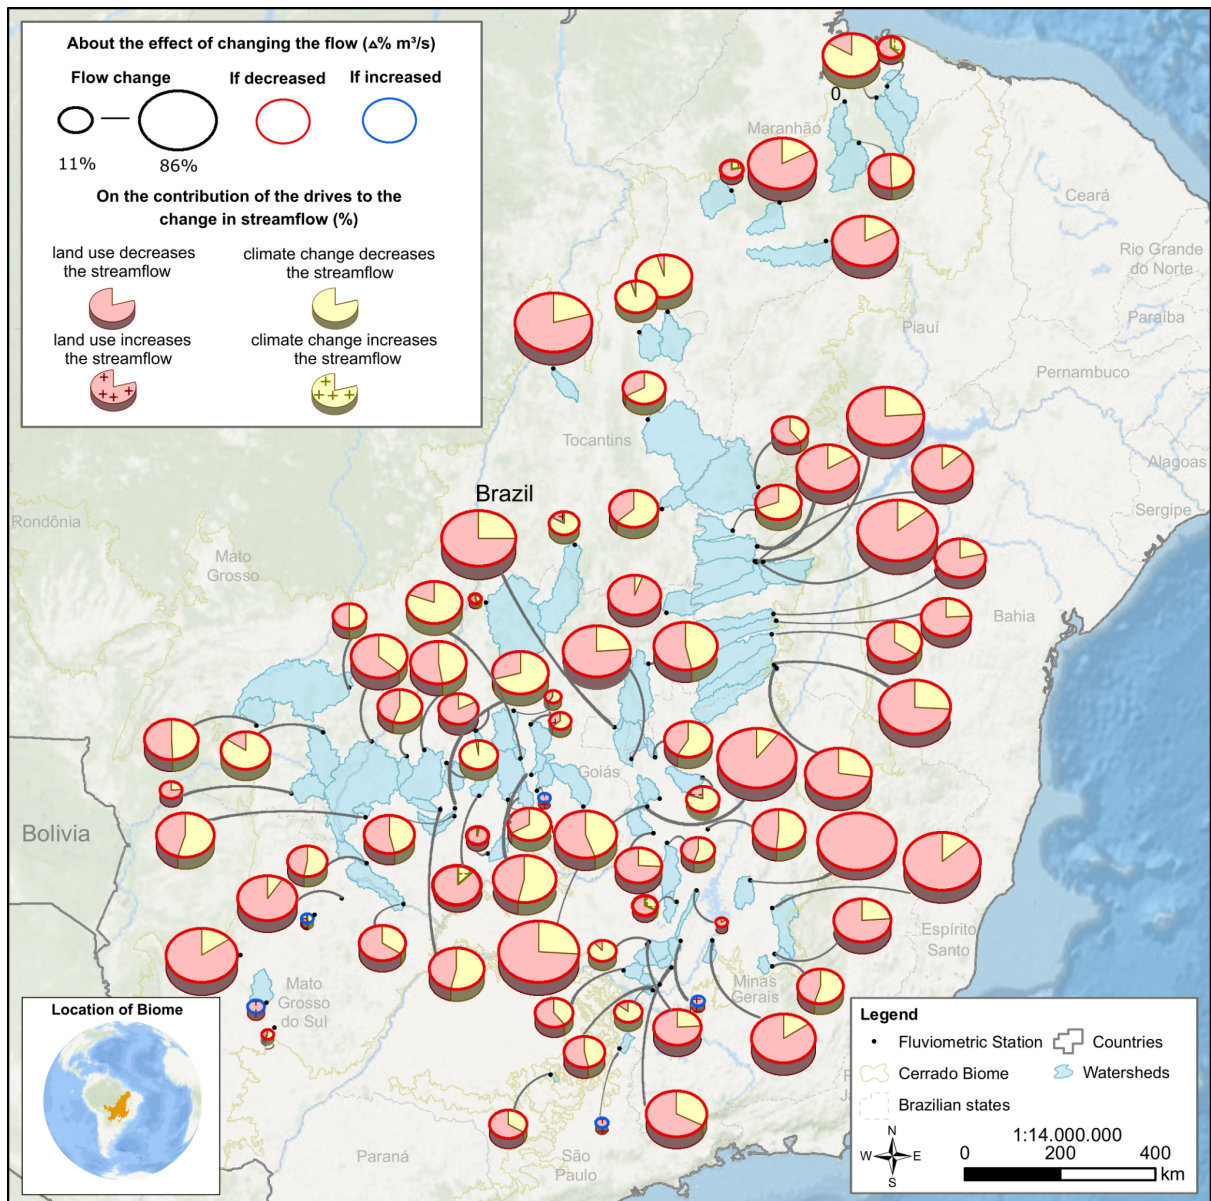 About the effect of changing the flow (▵% m³/s)
Flow change
If decreased
If increased
11%
86%
On the contribution of the drives to the
change in streamflow (%)
land use decreases
the streamflow
climate change decreases
the streamflow
land use increases
the streamflow
climate change increases
the streamflow
0
Maranhão
Ceará
Rio Grande
do Norte
Paraíba
Piauí
Pernambuco
Tocantins
Alagoas
Brazil
Sergipe
Rondônia
Mato
Grosso
Bahia
Goiás
Bolivia
Espírito
Santo
Mato
Grosso
do Sul
Minas
Gerais
São
Paulo
Paraná
Location of Biome
Legend
Fluviometric Station
Countries
Cerrado Biome
Watersheds
Brazilian states
N
W
E
S
1:14.000.000
0
200
400
km